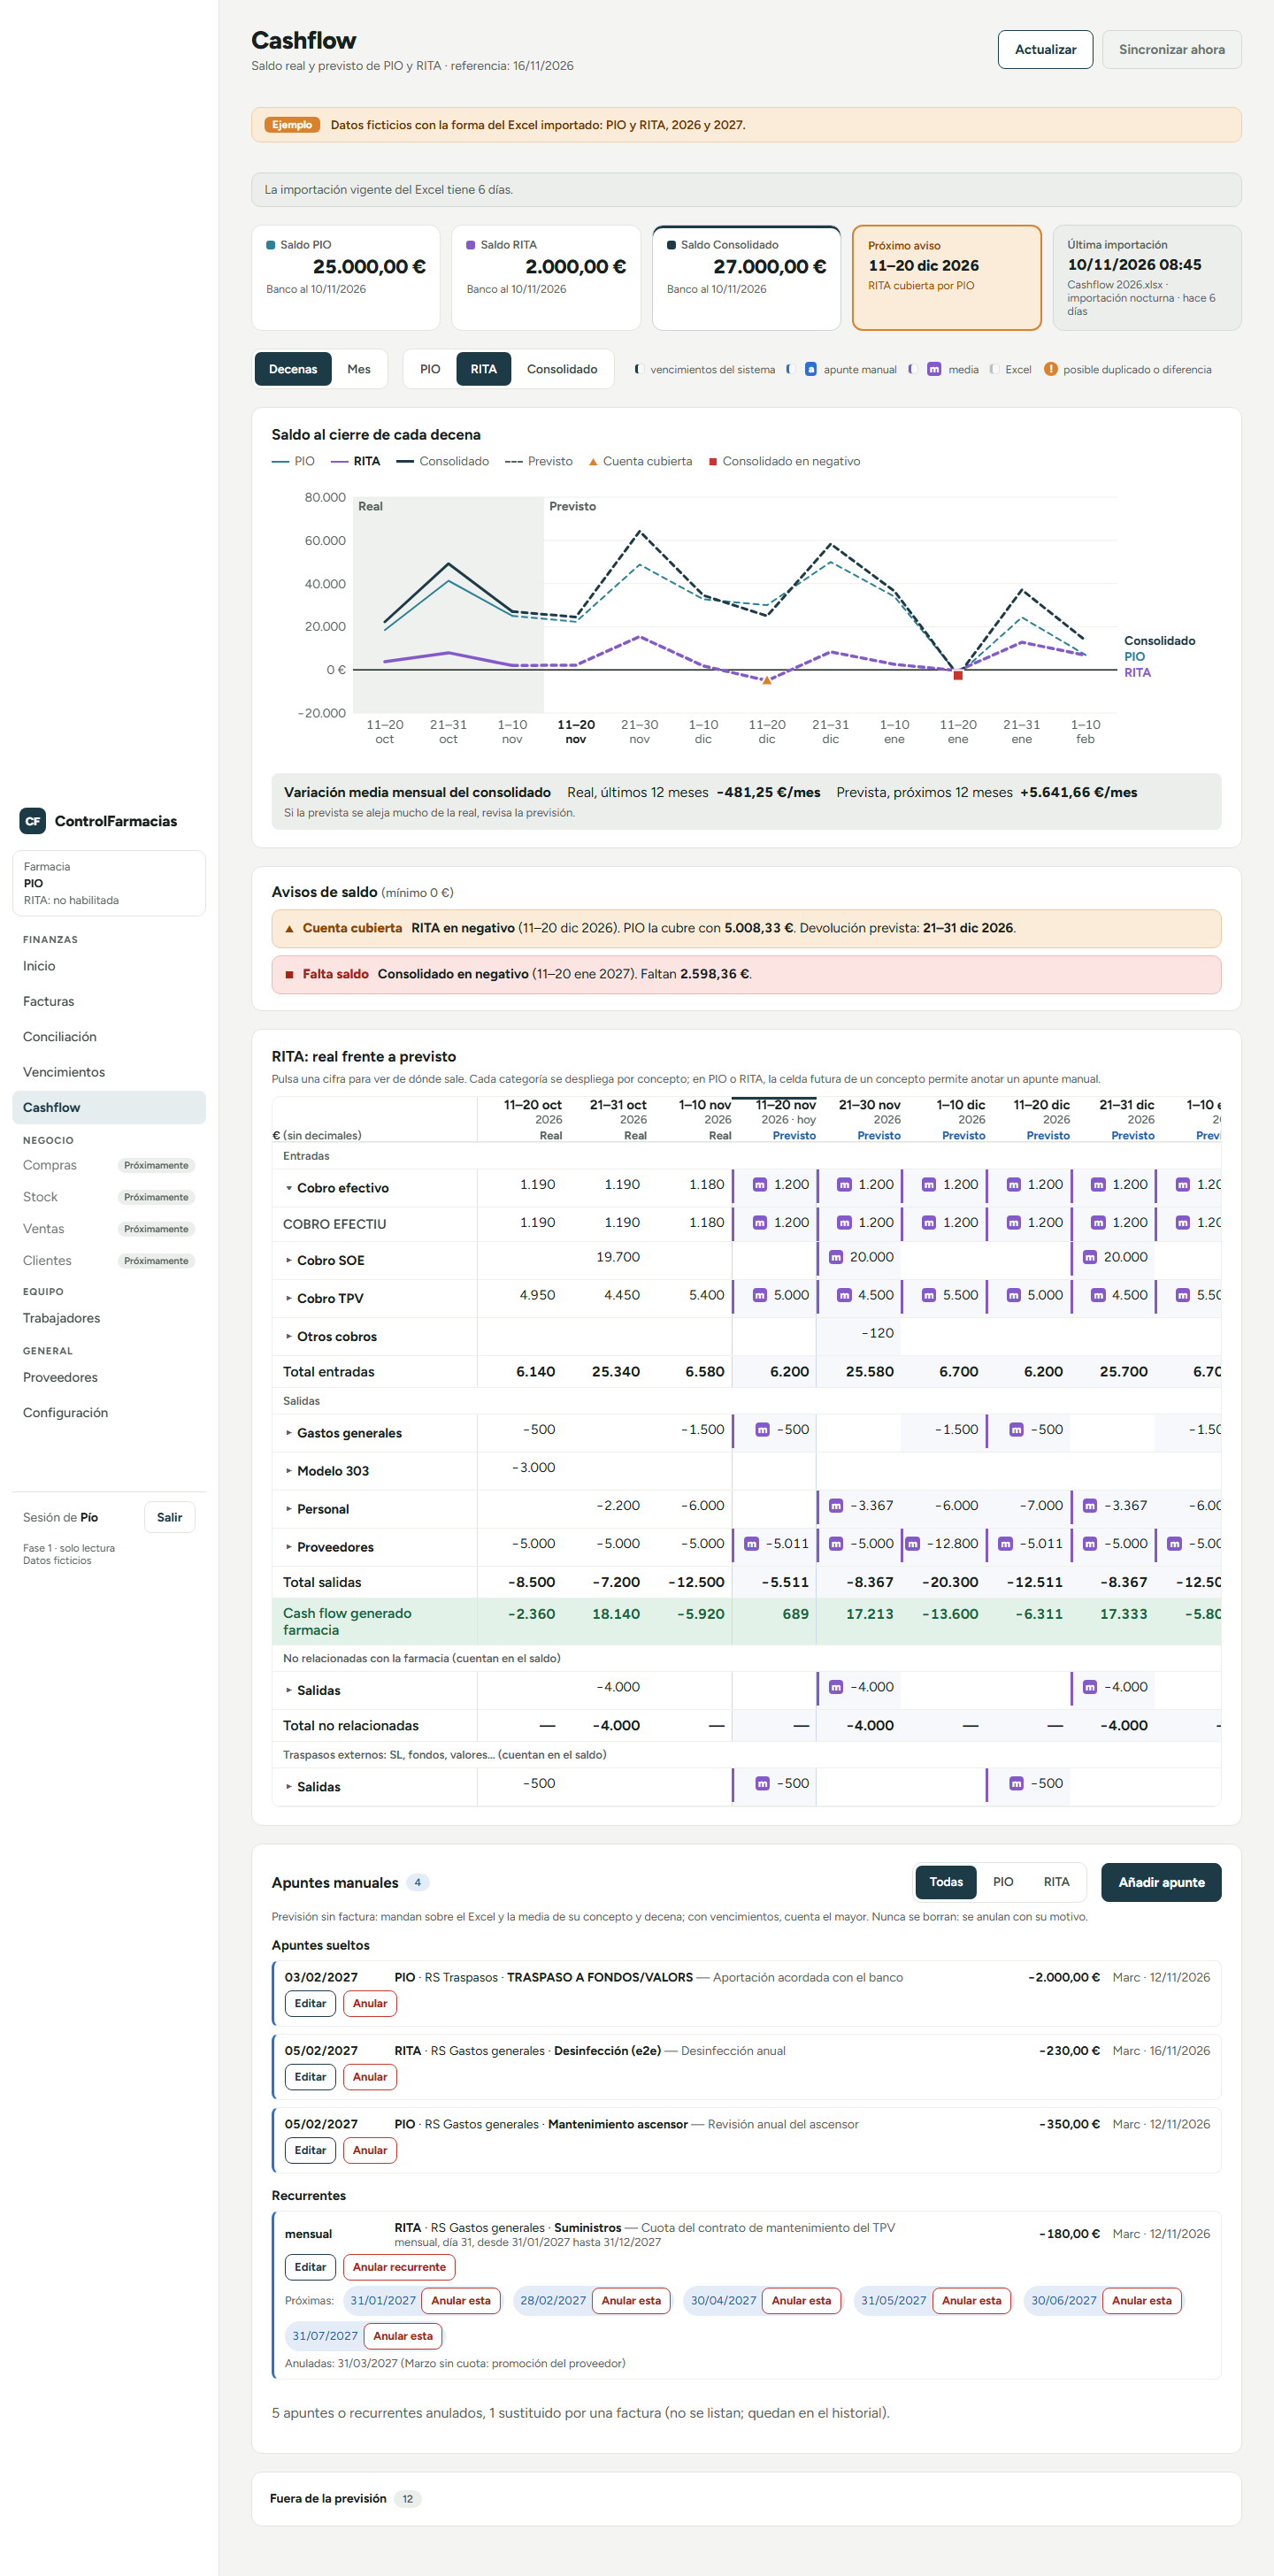 Cashflow
Saldo real y previsto de PIO y RITA · referencia: 16/11/2026
Actualizar
Sincronizar ahora
Ejemplo Datos ficticios con la forma del Excel importado: PIO y RITA, 2026 y 2027.
La importación vigente del Excel tiene 6 días.
Saldo PIO
25.000,00 €
Banco al 10/11/2026
Saldo RITA
2.000,00 €
Banco al 10/11/2026
Saldo Consolidado
27.000,00 €
Banco al 10/11/2026
Próximo aviso
11–20 dic 2026
RITA cubierta por PIO
Última importación
10/11/2026 08:45
Cashflow 2026.xlsx ·
importación nocturna · hace 6
días
Decenas Mes PIO RITA Consolidado vencimientos del sistema a apunte manual m media Excel ! posible duplicado o diferencia
Saldo al cierre de cada decena
PIO RITA Consolidado Previsto Cuenta cubierta Consolidado en negativo
Real
Previsto
80.000
60.000
40.000
20.000
0 €
−20.000
Consolidado
PIO
RITA
11–20 21–31 1–10 11–20 21–30 1–10 11–20 21–31 1–10 11–20 21–31 1–10
oct oct nov nov nov dic dic dic ene ene ene feb
Variación media mensual del consolidado Real, últimos 12 meses −481,25 €/mes Prevista, próximos 12 meses +5.641,66 €/mes
Si la prevista se aleja mucho de la real, revisa la previsión.
CF ControlFarmacias
Farmacia
PIO
RITA: no habilitada
FINANZAS
Inicio
Facturas
Conciliación
Vencimientos
Cashflow
NEGOCIO
Compras Próximamente
Stock Próximamente
Ventas Próximamente
Clientes Próximamente
EQUIPO
Trabajadores
GENERAL
Proveedores
Configuración
Sesión de Pío Salir
Fase 1 · solo lectura
Datos ficticios
Avisos de saldo (mínimo 0 €)
Cuenta cubierta RITA en negativo (11–20 dic 2026). PIO la cubre con 5.008,33 €. Devolución prevista: 21–31 dic 2026.
Falta saldo Consolidado en negativo (11–20 ene 2027). Faltan 2.598,36 €.
RITA: real frente a previsto
Pulsa una cifra para ver de dónde sale. Cada categoría se despliega por concepto; en PIO o RITA, la celda futura de un concepto permite anotar un apunte manual.
11–20 oct 21–31 oct 1–10 nov 11–20 nov 21–30 nov 1–10 dic 11–20 dic 21–31 dic 1–10 e
2026 2026 2026 2026 · hoy 2026 2026 2026 2026 2
€ (sin decimales) Real Real Real Previsto Previsto Previsto Previsto Previsto Previ
Entradas
Cobro efectivo 1.190 1.190 1.180 m 1.200 m 1.200 m 1.200 m 1.200 m 1.200 m 1.20
COBRO EFECTIU 1.190 1.190 1.180 m 1.200 m 1.200 m 1.200 m 1.200 m 1.200 m 1.20
Cobro SOE 19.700 m 20.000 m 20.000
Cobro TPV 4.950 4.450 5.400 m 5.000 m 4.500 m 5.500 m 5.000 m 4.500 m 5.50
Otros cobros −120
Total entradas 6.140 25.340 6.580 6.200 25.580 6.700 6.200 25.700 6.70
Salidas
Gastos generales −500 −1.500 m −500 −1.500 m −500 −1.50
Modelo 303 −3.000
Personal −2.200 −6.000 m −3.367 −6.000 −7.000 m −3.367 −6.00
Proveedores −5.000 −5.000 −5.000 m −5.011 m −5.000 m −12.800 m −5.011 m −5.000 m −5.00
Total salidas −8.500 −7.200 −12.500 −5.511 −8.367 −20.300 −12.511 −8.367 −12.50
Cash flow generado −2.360 18.140 −5.920 689 17.213 −13.600 −6.311 17.333 −5.80
farmacia
No relacionadas con la farmacia (cuentan en el saldo)
Salidas −4.000 m −4.000 m −4.000
Total no relacionadas — −4.000 — — −4.000 — — −4.000 -
Traspasos externos: SL, fondos, valores… (cuentan en el saldo)
Salidas −500 m −500 m −500
Apuntes manuales 4 Todas PIO RITA Añadir apunte
Previsión sin factura: mandan sobre el Excel y la media de su concepto y decena; con vencimientos, cuenta el mayor. Nunca se borran: se anulan con su motivo.
Apuntes sueltos
03/02/2027 PIO · RS Traspasos · TRASPASO A FONDOS/VALORS — Aportación acordada con el banco −2.000,00 € Marc · 12/11/2026
Editar Anular
05/02/2027 RITA · RS Gastos generales · Desinfección (e2e) — Desinfección anual −230,00 € Marc · 16/11/2026
Editar Anular
05/02/2027 PIO · RS Gastos generales · Mantenimiento ascensor — Revisión anual del ascensor −350,00 € Marc · 12/11/2026
Editar Anular
Recurrentes
mensual RITA · RS Gastos generales · Suministros — Cuota del contrato de mantenimiento del TPV −180,00 € Marc · 12/11/2026
mensual, día 31, desde 31/01/2027 hasta 31/12/2027
Editar Anular recurrente
Próximas: 31/01/2027 Anular esta 28/02/2027 Anular esta 30/04/2027 Anular esta 31/05/2027 Anular esta 30/06/2027 Anular esta
31/07/2027 Anular esta
Anuladas: 31/03/2027 (Marzo sin cuota: promoción del proveedor)
5 apuntes o recurrentes anulados, 1 sustituido por una factura (no se listan; quedan en el historial).
Fuera de la previsión 12